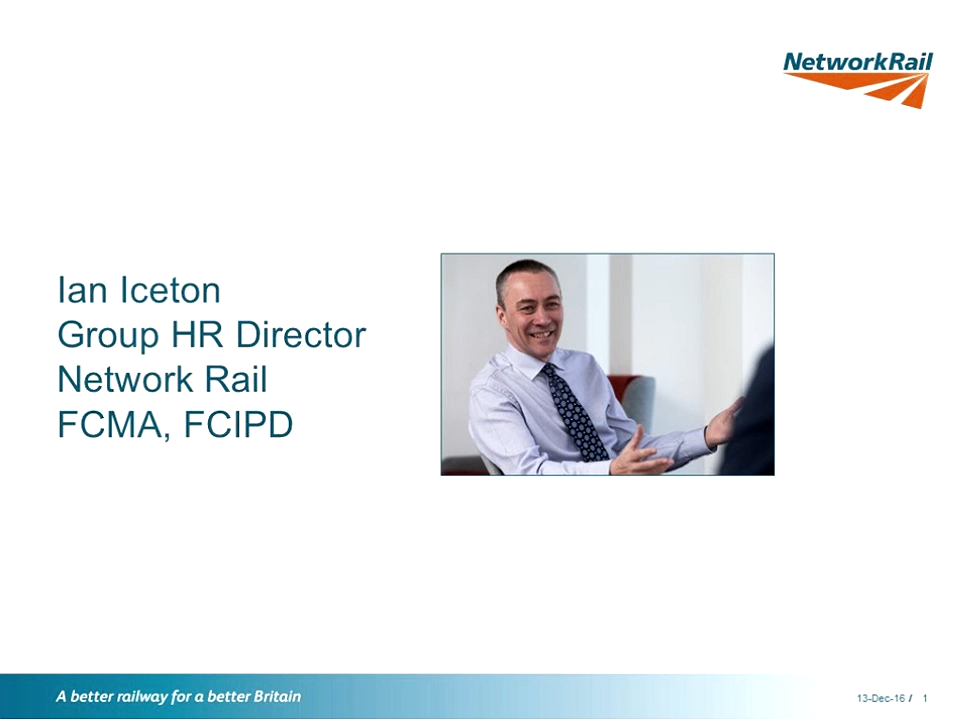 NetworkRail
Ian Iceton
Group HR Director
Network Rail
FCMA, FCIPD
A better railway for a better Britain
13-Dec-16 / 1